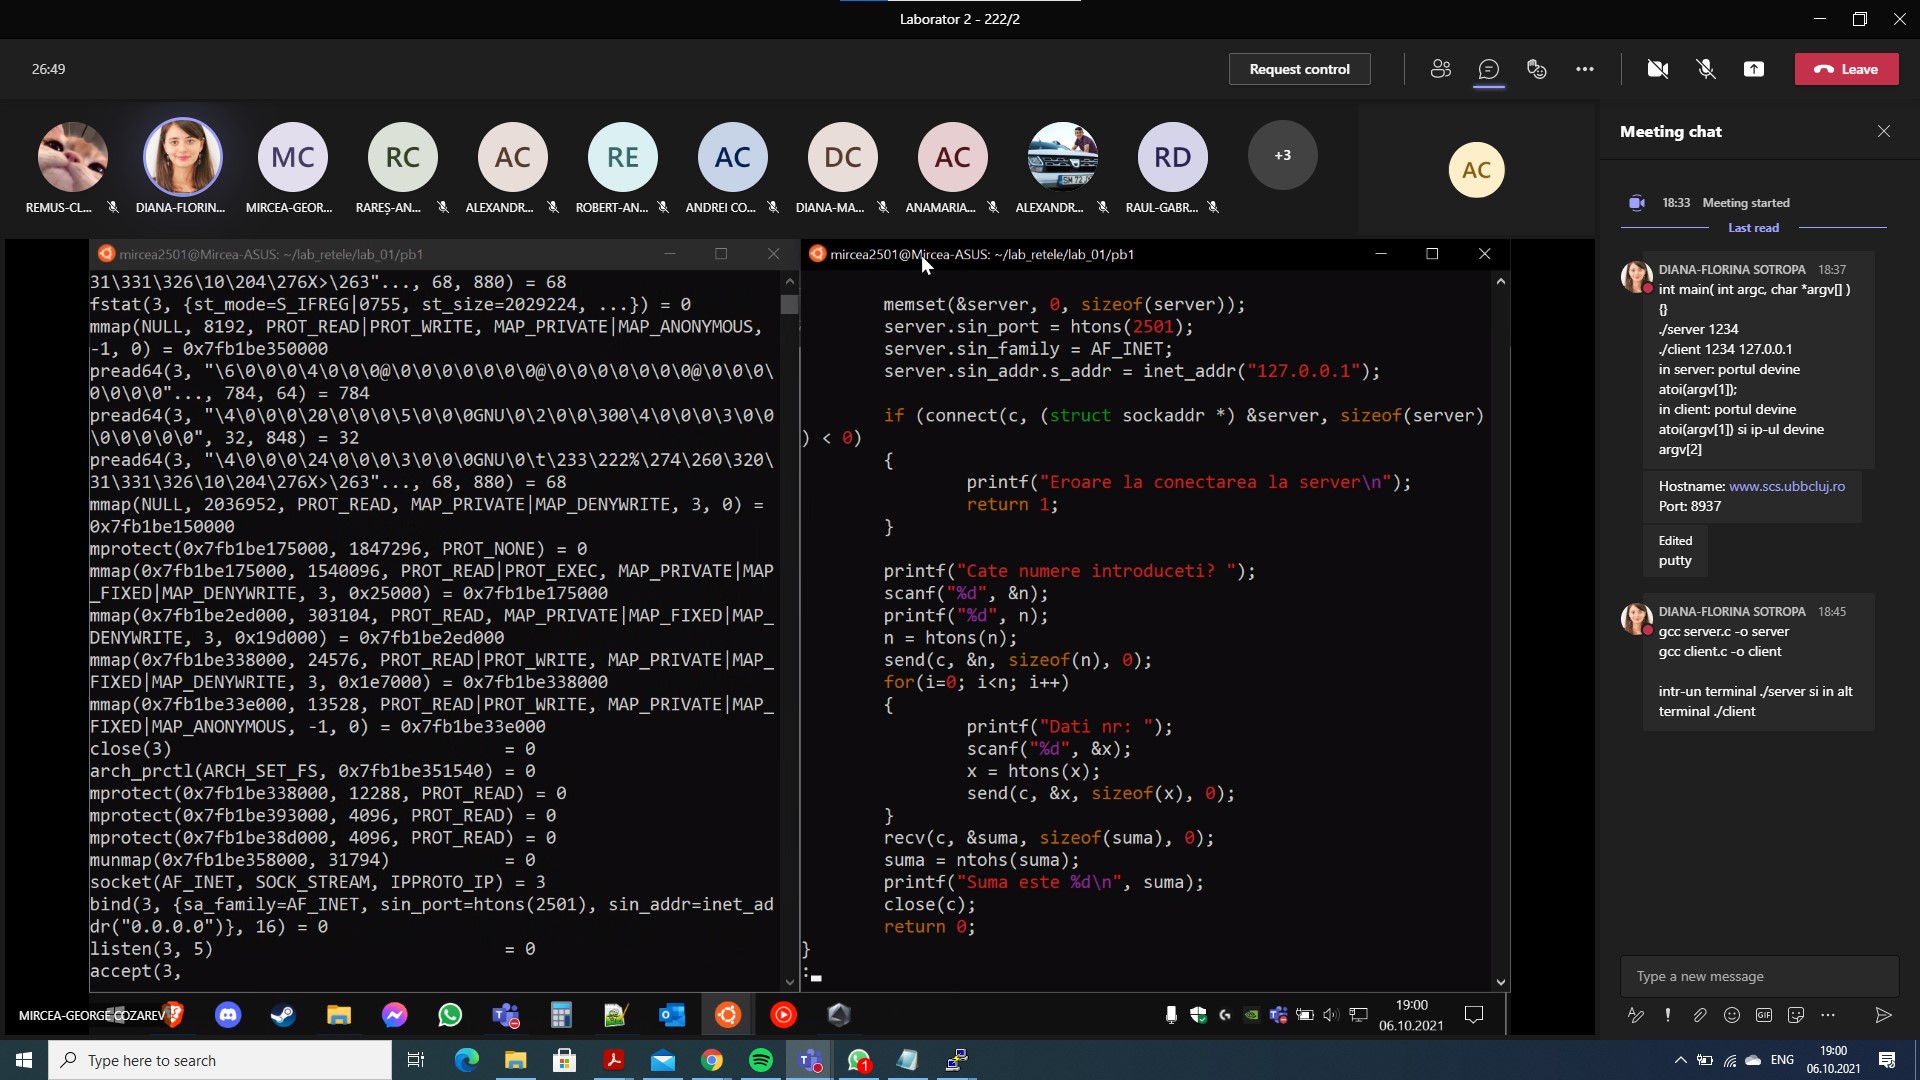 Laborator 2 - 222/2
26:49
Request control
Leave
MC
RC
AC
RE
AC
DC
AC
RD
+3
AC
REMUS-CL...
DIANA-FLORIN...
MIRCEA-GEOR...
RAREȘ-AN...
ALEXANDR...
ROBERT-AN...
ANDREI CO...
DIANA-MA...
ANAMARIA...
ALEXANDR...
RAUL-GABR...
mircea2501@Mircea-ASUS: ~/lab_retele/lab_01/pb1
31\331\326\10\204\276X>\263"..., 68, 880) = 68
fstat(3, {st_mode=S_IFREG|0755, st_size=2029224, ...}) = 0
mmap(NULL, 8192, PROT_READ|PROT_WRITE, MAP_PRIVATE|MAP_ANONYMOUS,
-1, 0) = 0x7fb1be350000
pread64(3, "\6\0\0\0\4\0\0\0@\0\0\0\0\0\0\0@\0\0\0\0\0\0\0@\0\0\0\
0\0\0\0"..., 784, 64) = 784
pread64(3, "\4\0\0\0\20\0\0\0\5\0\0\0GNU\0\2\0\0\300\4\0\0\0\3\0\0
\0\0\0\0\0", 32, 848) = 32
pread64(3, "\4\0\0\0\24\0\0\0\3\0\0\0GNU\0\t\233\222%\274\260\320\
31\331\326\10\204\276X>\263"..., 68, 880) = 68
mmap(NULL, 2036952, PROT_READ, MAP_PRIVATE|MAP_DENYWRITE, 3, 0) =
0x7fb1be150000
mprotect(0x7fb1be175000, 1847296, PROT_NONE) = 0
mmap(0x7fb1be175000, 1540096, PROT_READ|PROT_EXEC, MAP_PRIVATE|MAP
_FIXED|MAP_DENYWRITE, 3, 0x25000) = 0x7fb1be175000
mmap(0x7fb1be2ed000, 303104, PROT_READ, MAP_PRIVATE|MAP_FIXED|MAP_
DENYWRITE, 3, 0x19d000) = 0x7fb1be2ed000
mmap(0x7fb1be338000, 24576, PROT_READ|PROT_WRITE, MAP_PRIVATE|MAP_
FIXED|MAP_DENYWRITE, 3, 0x1e7000) = 0x7fb1be338000
mmap(0x7fb1be33e000, 13528, PROT_READ|PROT_WRITE, MAP_PRIVATE|MAP_
FIXED|MAP_ANONYMOUS, -1, 0) = 0x7fb1be33e000
close(3) = 0
arch_prctl(ARCH_SET_FS, 0x7fb1be351540) = 0
mprotect(0x7fb1be338000, 12288, PROT_READ) = 0
mprotect(0x7fb1be393000, 4096, PROT_READ) = 0
mprotect(0x7fb1be38d000, 4096, PROT_READ) = 0
munmap(0x7fb1be358000, 31794) = 0
socket(AF_INET, SOCK_STREAM, IPPROTO_IP) = 3
bind(3, {sa_family=AF_INET, sin_port=htons(2501), sin_addr=inet_ad
dr("0.0.0.0")}, 16) = 0
listen(3, 5) = 0
accept(3,
mircea2501@Mircea-ASUS: ~/lab_retele/lab_01/pb1
memset(&server, 0, sizeof(server));
server.sin_port = htons(2501);
server.sin_family = AF_INET;
server.sin_addr.s_addr = inet_addr("127.0.0.1");
if (connect(c, (struct sockaddr *) &server, sizeof(server)
) < 0)
{
printf("Eroare la conectarea la server\n");
return 1;
}
printf("Cate numere introduceti? ");
scanf("%d", &n);
printf("%d", n);
n = htons(n);
send(c, &n, sizeof(n), 0);
for(i=0; i<n; i++)
{
printf("Dati nr: ");
scanf("%d", &x);
x = htons(x);
send(c, &x, sizeof(x), 0);
}
recv(c, &suma, sizeof(suma), 0);
suma = ntohs(suma);
printf("Suma este %d\n", suma);
close(c);
return 0;
}
:
Meeting chat
18:33 Meeting started
Last read
DIANA-FLORINA SOTROPA 18:37
int main( int argc, char *argv[] )
{}
./server 1234
./client 1234 127.0.0.1
in server: portul devine
atoi(argv[1]);
in client: portul devine
atoi(argv[1]) si ip-ul devine
argv[2]
Hostname: www.scs.ubbcluj.ro
Port: 8937
Edited
putty
DIANA-FLORINA SOTROPA 18:45
gcc server.c -o server
gcc client.c -o client
intr-un terminal ./server si in alt
terminal ./client
Type a new message
GIF
MIRCEA-GEORGE COZAREV
19:00
06.10.2021
Type here to search
1
ENG
19:00
06.10.2021